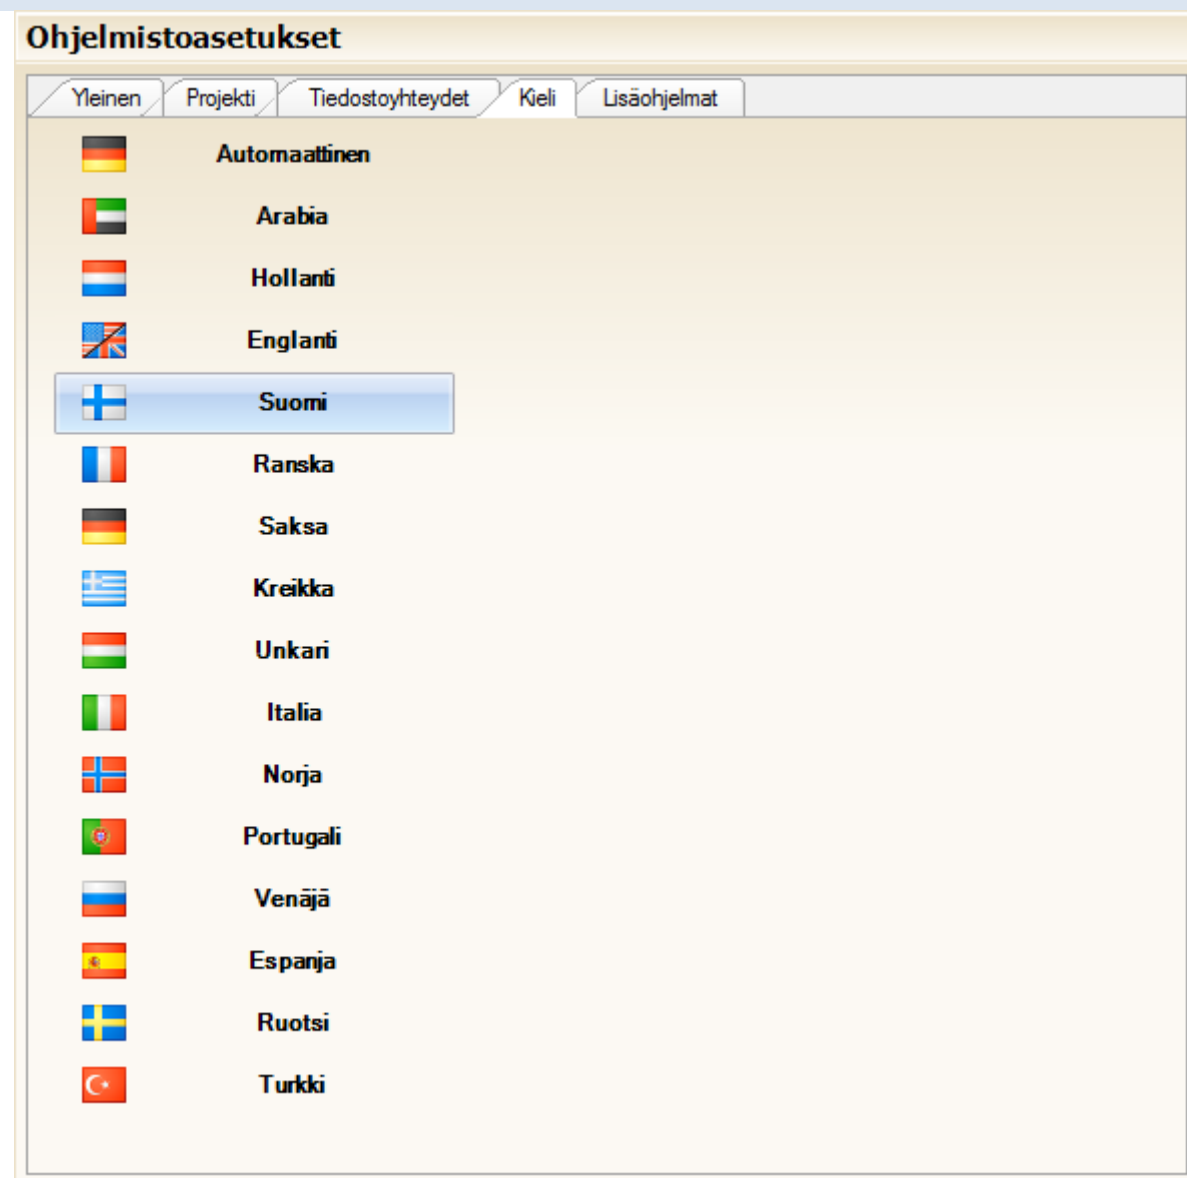 Ohjelmistoasetukset
Yleinen Projekti Tiedostoyhteydet Kieli Lisäohjelmat
Automaattinen
Arabia
Hollanti
Englanti
Suomi
Ranska
Saksa
Kreikka
Unkari
Italia
Norja
Portugali
Venäjä
Espanja
Ruotsi
Turkki